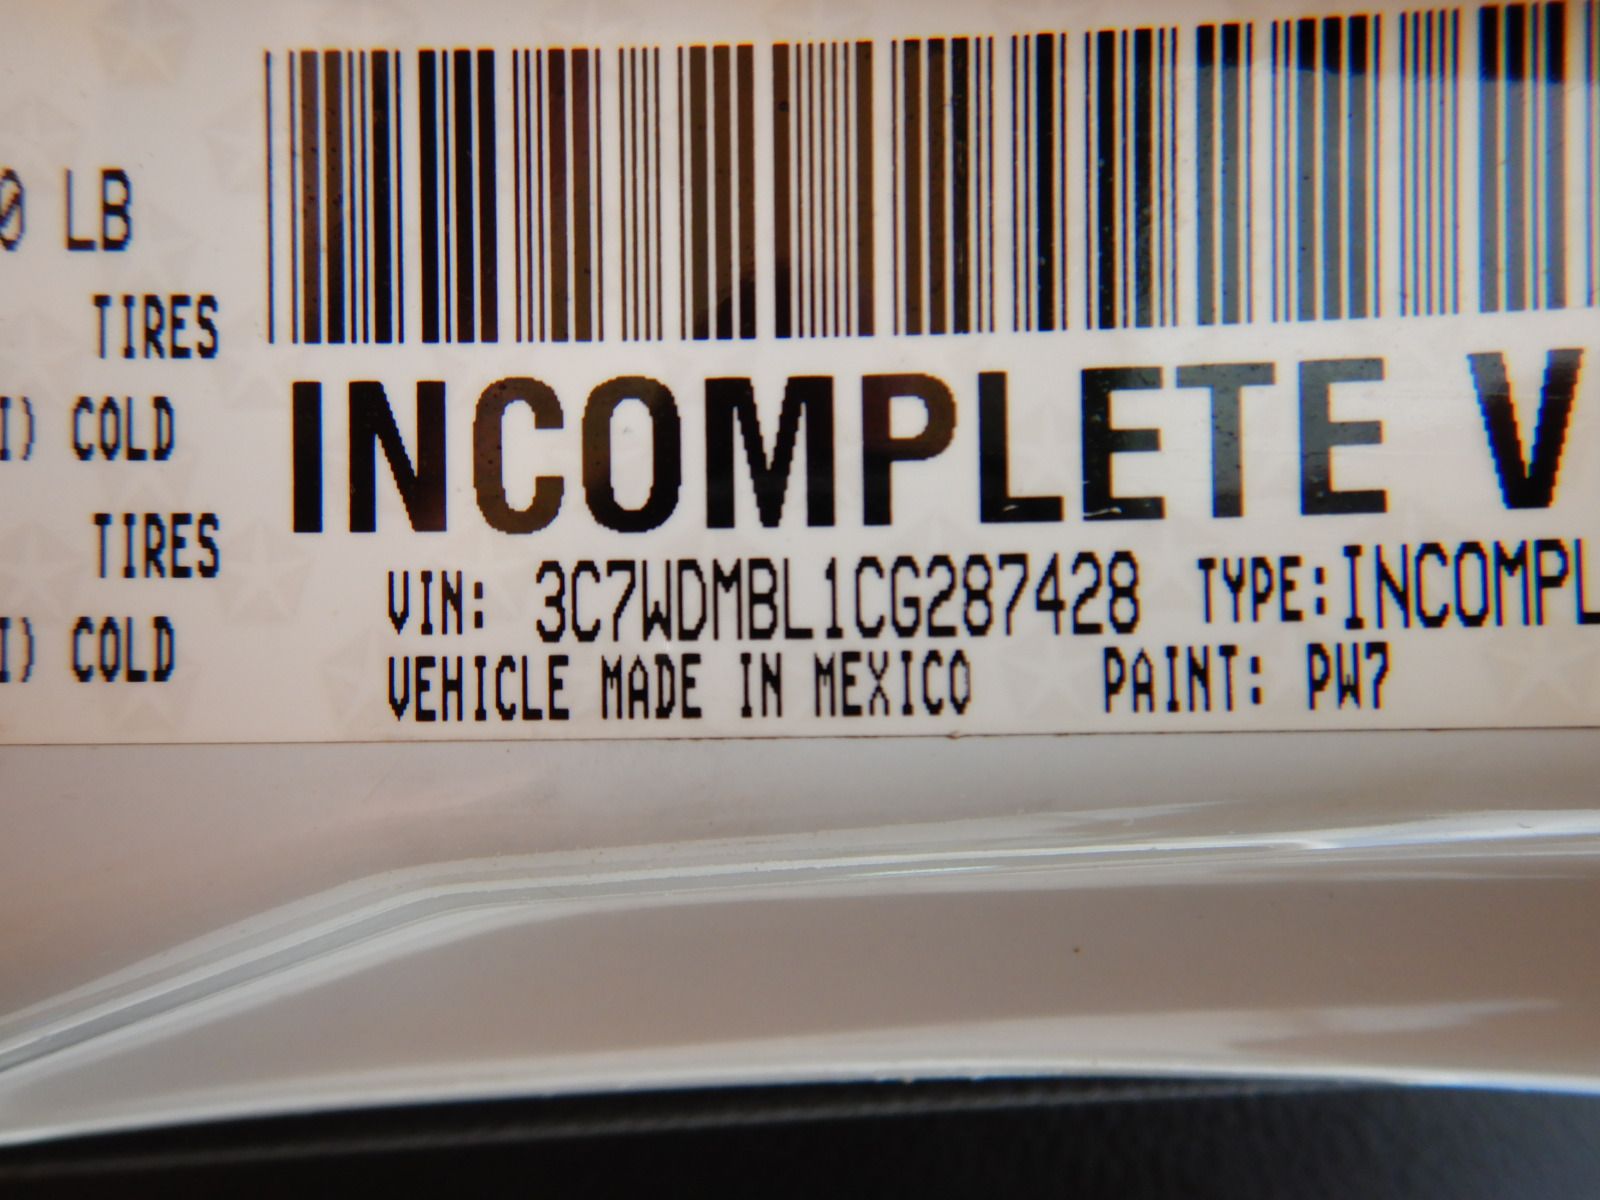 0 LB
TIRES
I) COLD
TIRES
I) COLD
INCOMPLETE V
VIN: 3C7WDMBL1CG287428 TYPE: INCOMPL
VEHICLE MADE IN MEXICO PAINT: PW7